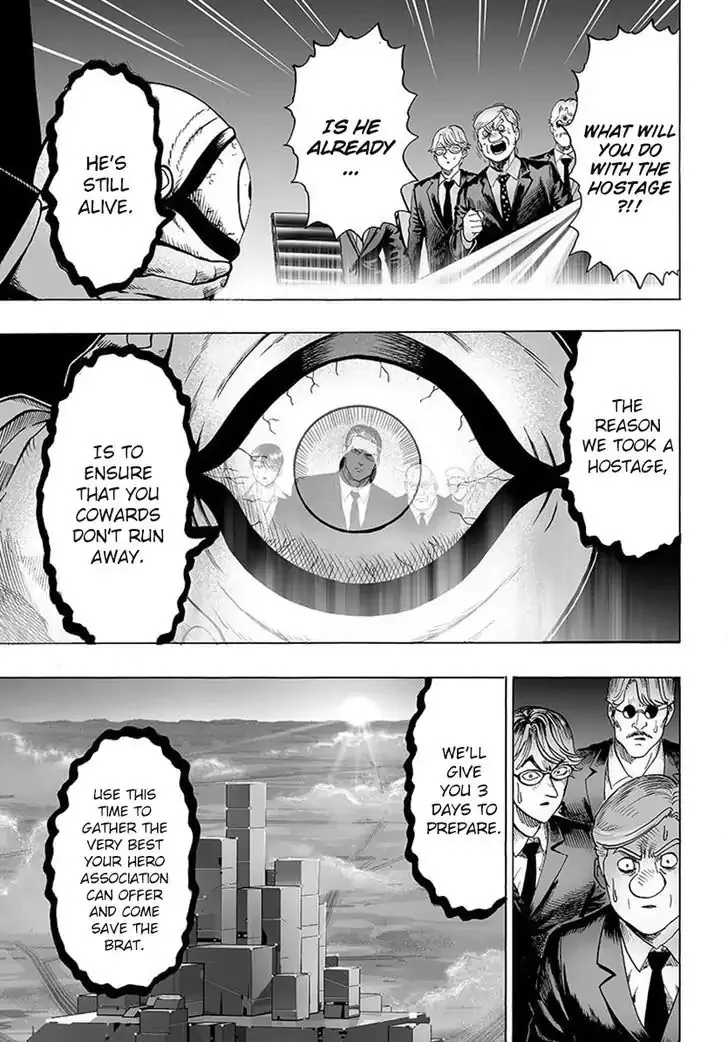 WHAT WILL
YOU DO
WITH THE
HOSTAGE
?!!
IS HE
ALREADY
...
HE'S
STILL
ALIVE.
THE
REASON
WE TOOK A
HOSTAGE,
IS TO
ENSURE
THAT YOU
COWARDS
DON'T RUN
AWAY.
WE'LL
GIVE
YOU 3
DAYS TO
PREPARE.
USE THIS
TIME TO
GATHER THE
VERY BEST
YOUR HERO
ASSOCIATION
CAN OFFER
AND COME
SAVE THE
BRAT.